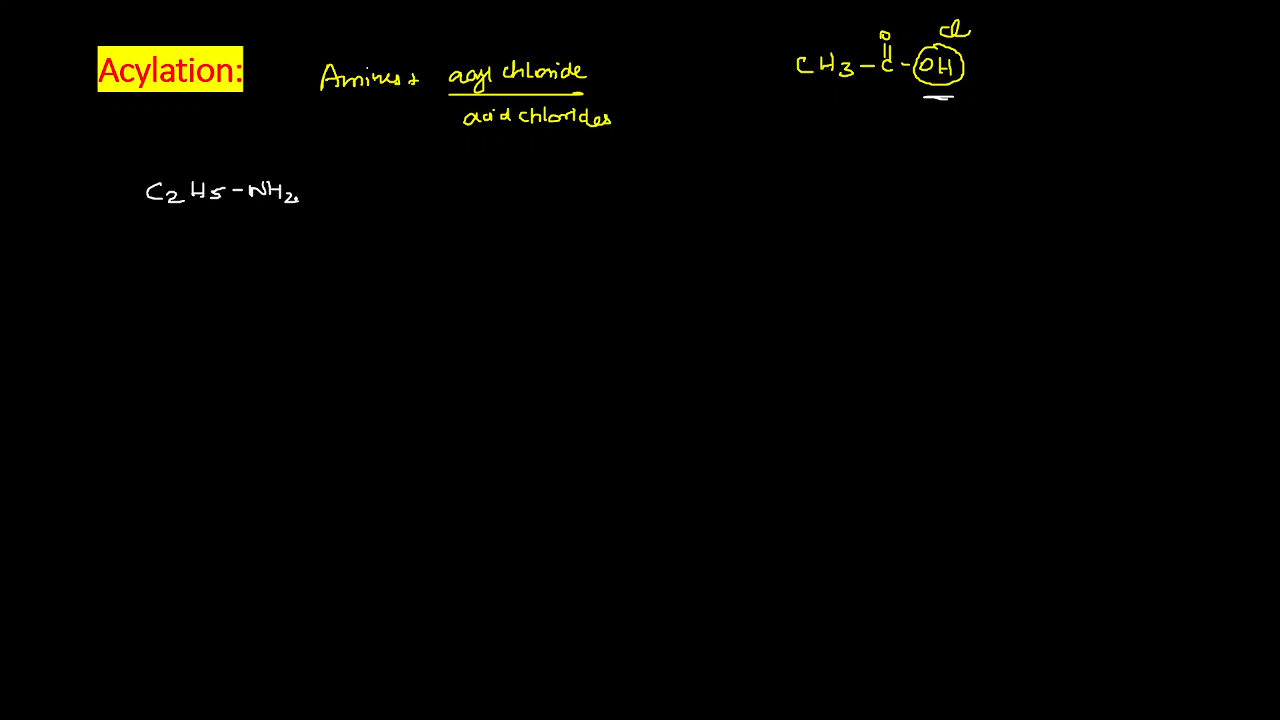 Acylation:
Amines + acyl chloride
acid chlorides
O Cl
CH3 - C - OH
C2H5-NH2